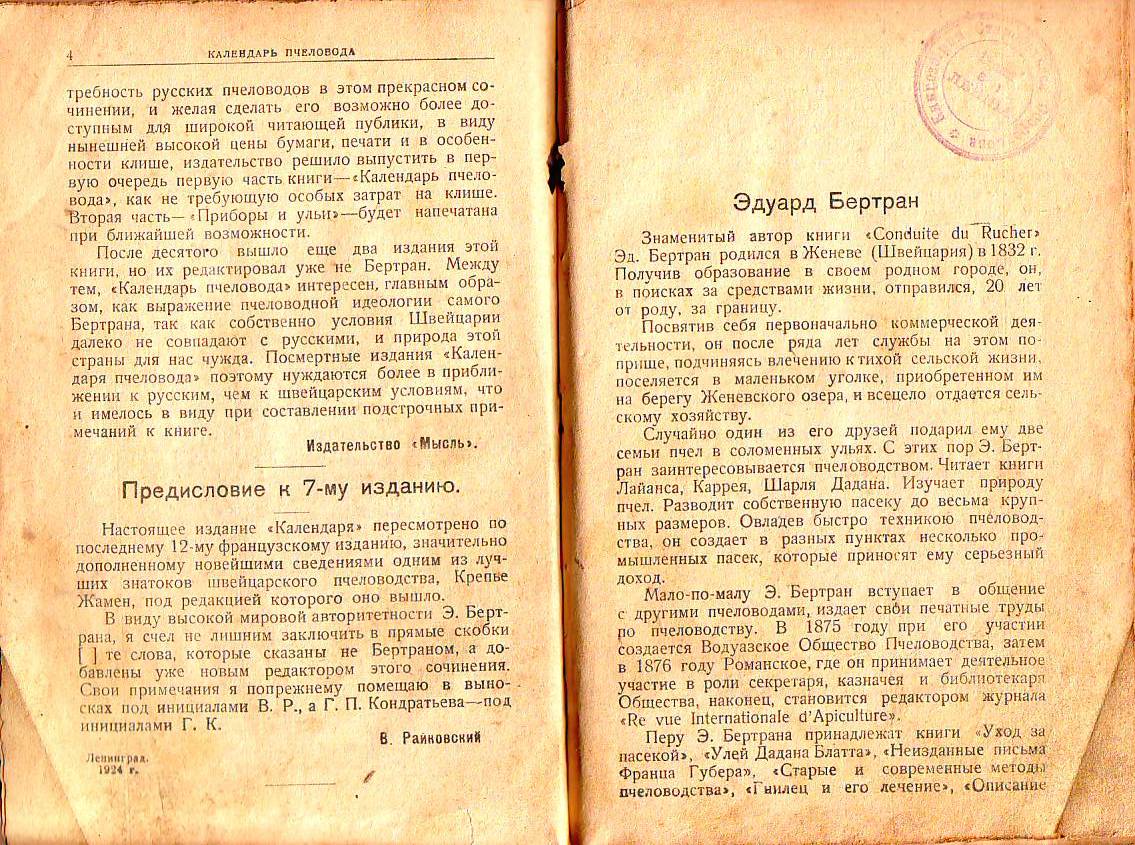 4
КАЛЕНДАРЬ ПЧЕЛОВОДА
требность русских пчеловодов в этом прекрасном со-
чинении, и желая сделать его возможно более до-
ступным для широкой читающей публики, в виду
нынешней высокой цены бумаги, печати и в особен-
ности клише, издательство решило выпустить в пер-
вую очередь первую часть книги—«Календарь пчело-
вода», как не требующую особых затрат на клише.
Вторая часть—«Приборы и ульи»—будет напечатана
при ближайшей возможности.
После десятого вышло еще два издания этой
книги, но их редактировал уже не Бертран. Между
тем, «Календарь пчеловода» интересен, главным обра-
зом, как выражение пчеловодной идеологии самого
Бертрана, так как собственно условия Швейцарии
далеко не совпадают с русскими, и природа этой
страны для нас чужда. Посмертные издания «Кален-
даря пчеловода» поэтому нуждаются более в прибли-
жении к русским, чем к швейцарским условиям, что
и имелось в виду при составлении подстрочных при-
мечаний к книге.
Издательство «Мысль».
Предисловие к 7-му изданию.
Настоящее издание «Календаря» пересмотрено по
последнему 12-му французскому изданию, значительно
дополненному новейшими сведениями одним из луч-
ших знатоков швейцарского пчеловодства, Крепье
Жамен, под редакцией которого оно вышло.
В виду высокой мировой авторитетности Э. Берт-
рана, я счел не лишним заключить в прямые скобки
[ ] те слова, которые сказаны не Бертраном, а до-
бавлены уже новым редактором этого сочинения.
Свои примечания я попрежнему помещаю в выно-
сках под инициалами В. Р., а Г. П. Кондратьева—под
инициалами Г. К.
В. Райковский
Ленинград.
1924 г.
Эдуард Бертран
Знаменитый автор книги «Conduite du Rucher»
Эд. Бертран родился в Женеве (Швейцария) в 1832 г.
Получив образование в своем родном городе, он,
в поисках за средствами жизни, отправился, 20 лет
от роду, за границу.
Посвятив себя первоначально коммерческой дея-
тельности, он после ряда лет службы на этом по-
прище, подчиняясь влечению к тихой сельской жизни,
поселяется в маленьком уголке, приобретенном им
на берегу Женевского озера, и всецело отдается сель-
скому хозяйству.
Случайно один из его друзей подарил ему две
семьи пчел в соломенных ульях. С этих пор Э. Берт-
ран заинтересовывается пчеловодством. Читает книги
Лайанса, Каррея, Шарля Дадана. Изучает природу
пчел. Разводит собственную пасеку до весьма круп-
ных размеров. Овладев быстро техникою пчеловод-
ства, он создает в разных пунктах несколько про-
мышленных пасек, которые приносят ему серьезный
доход.
Мало-по-малу Э. Бертран вступает в общение
с другими пчеловодами, издает свои печатные труды
по пчеловодству. В 1875 году при его участии
создается Водуазское Общество Пчеловодства, затем
в 1876 году Романское, где он принимает деятельное
участие в роли секретаря, казначея и библиотекаря
Общества, наконец, становится редактором журнала
«Re vue Internationale d'Apiculture».
Перу Э. Бертрана принадлежат книги «Уход за
пасекой», «Улей Дадана Блатта», «Неизданные письма
Франца Губера», «Старые и современные методы
пчеловодства», «Гнилец и его лечение», «Описание